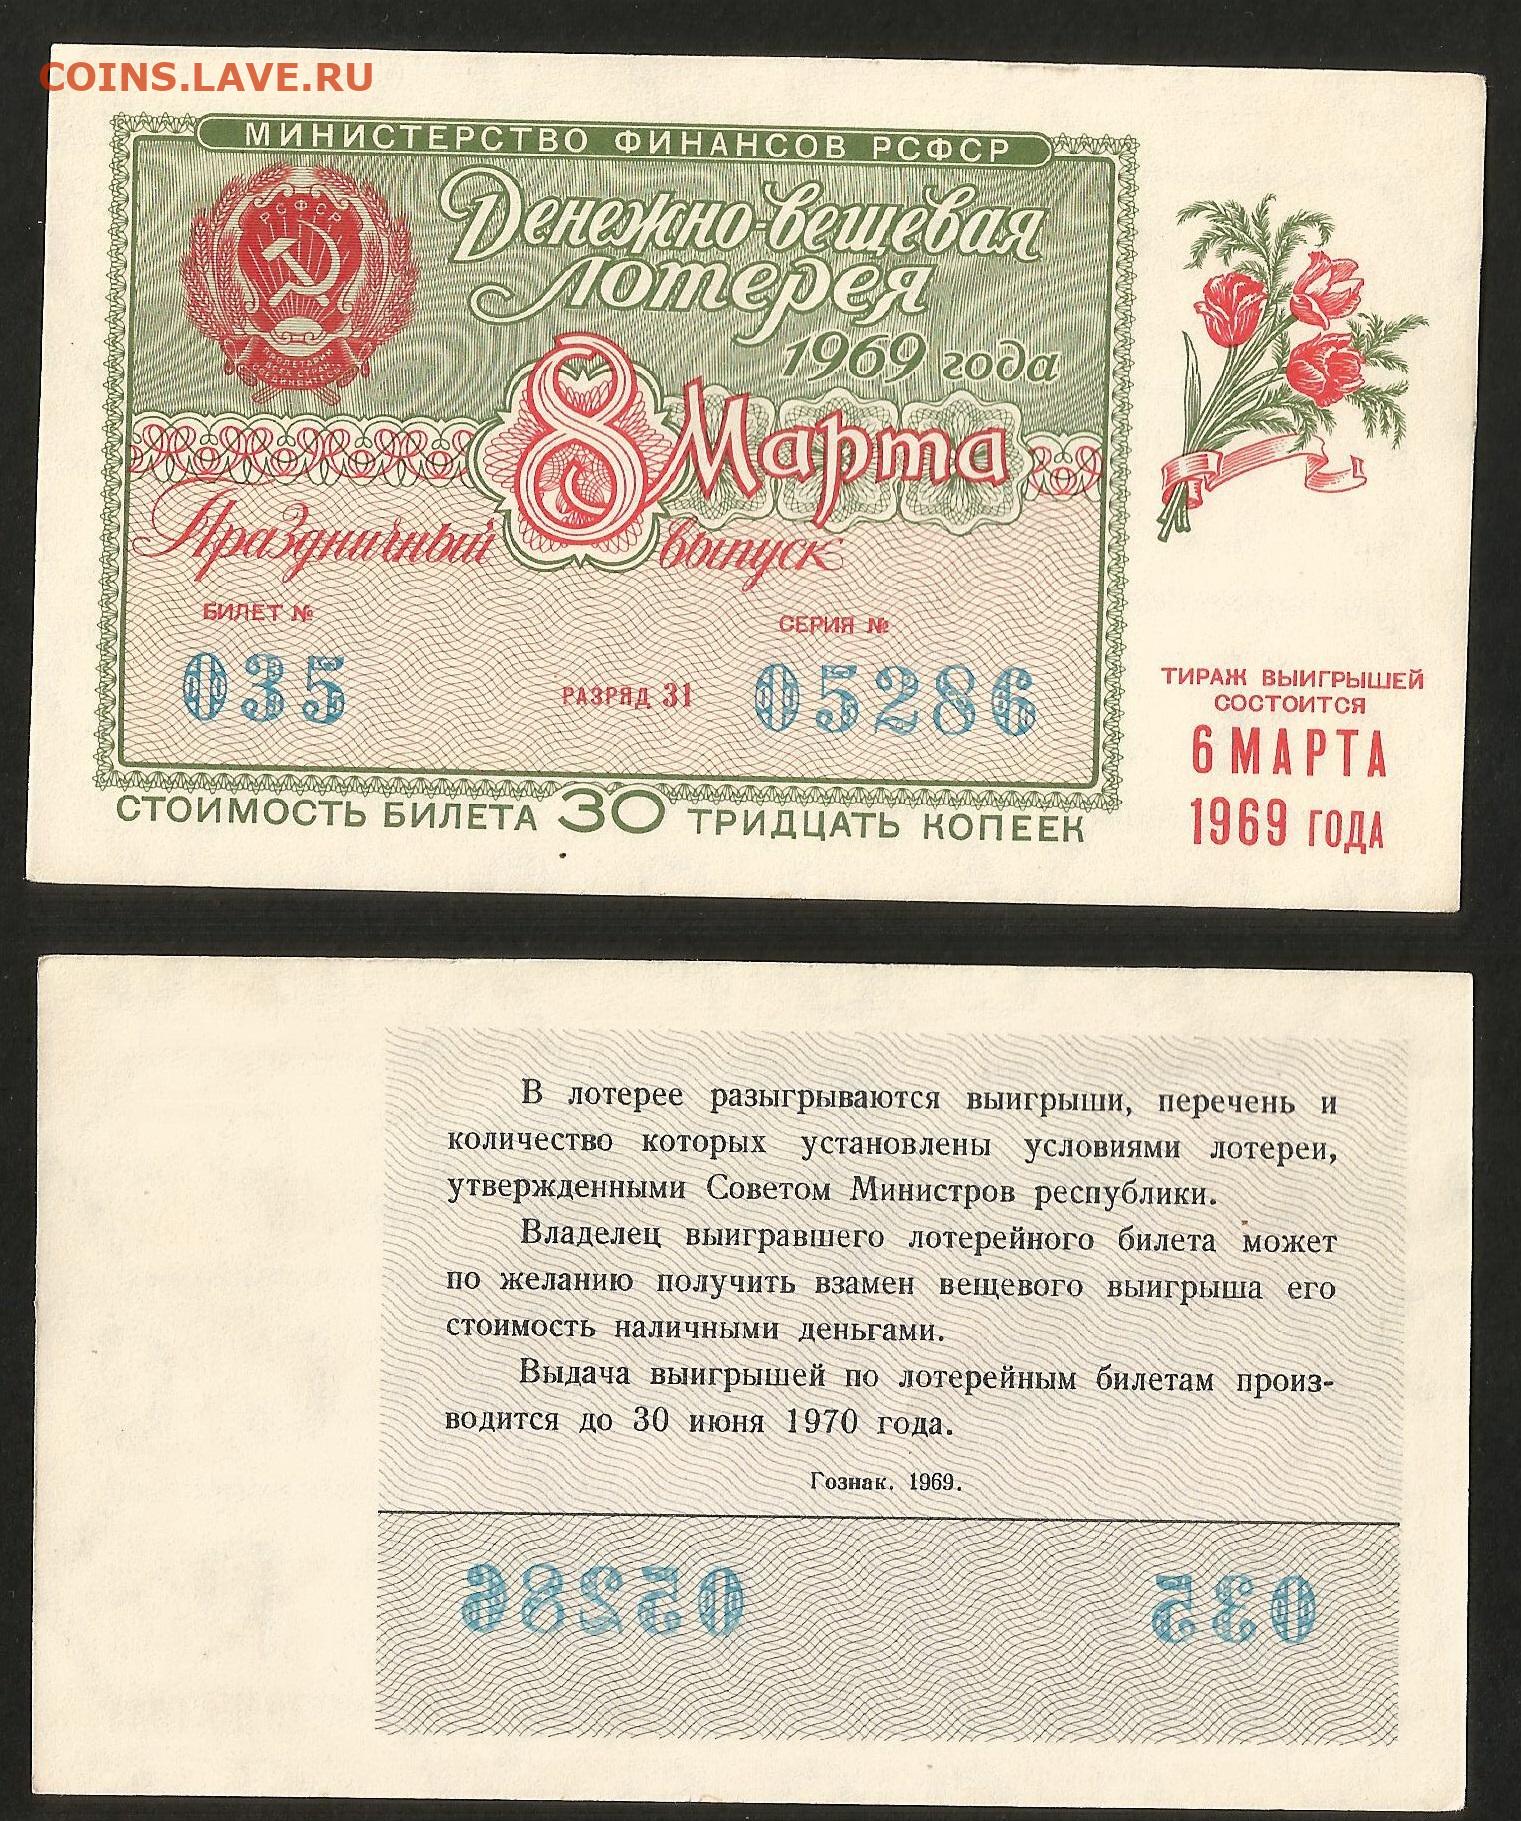 COINS.LAVE.RU
МИНИСТЕРСТВО ФИНАНСОВ РСФСР
РСФСР
Денежно-вещевая
лотерея
1969 года
8 Марта
Праздничный выпуск
БИЛЕТ № СЕРИЯ №
035 РАЗРЯД 31 05286
СТОИМОСТЬ БИЛЕТА 30 ТРИДЦАТЬ КОПЕЕК
ТИРАЖ ВЫИГРЫШЕЙ
СОСТОИТСЯ
6 МАРТА
1969 ГОДА
В лотерее разыгрываются выигрыши, перечень и
количество которых установлены условиями лотереи,
утвержденными Советом Министров республики.
Владелец выигравшего лотерейного билета может
по желанию получить взамен вещевого выигрыша его
стоимость наличными деньгами.
Выдача выигрышей по лотерейным билетам произ-
водится до 30 июня 1970 года.
Гознак. 1969.
05286 035